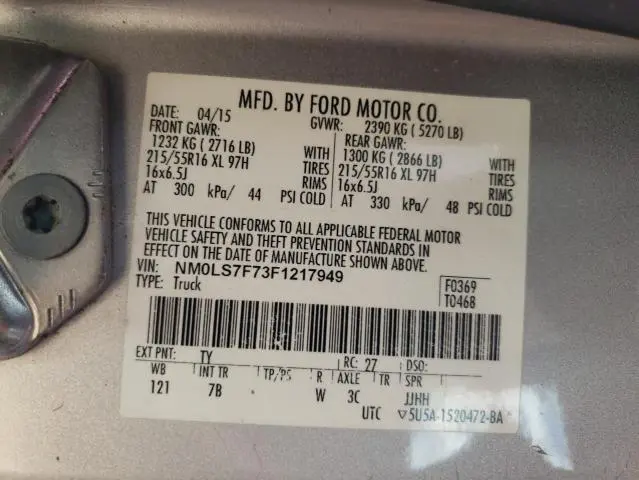 MFD. BY FORD MOTOR CO.
DATE: 04/15 GVWR: 2390 KG ( 5270 LB)
FRONT GAWR: REAR GAWR:
1232 KG ( 2716 LB) WITH 1300 KG ( 2866 LB) WITH
215/55R16 XL 97H TIRES 215/55R16 XL 97H TIRES
16x6.5J RIMS 16x6.5J RIMS
AT 300 kPa/ 44 PSI COLD AT 330 kPa/ 48 PSI COLD
THIS VEHICLE CONFORMS TO ALL APPLICABLE FEDERAL MOTOR
VEHICLE SAFETY AND THEFT PREVENTION STANDARDS IN
EFFECT ON THE DATE OF MANUFACTURE SHOWN ABOVE.
VIN: NM0LS7F73F1217949
TYPE: Truck
F0369
T0468
EXT PNT: TY RC: 27 DSO:
WB INT TR TP/PS R AXLE TR SPR
121 7B W 3C JJHH
UTC ▽5U5A-1520472-BA